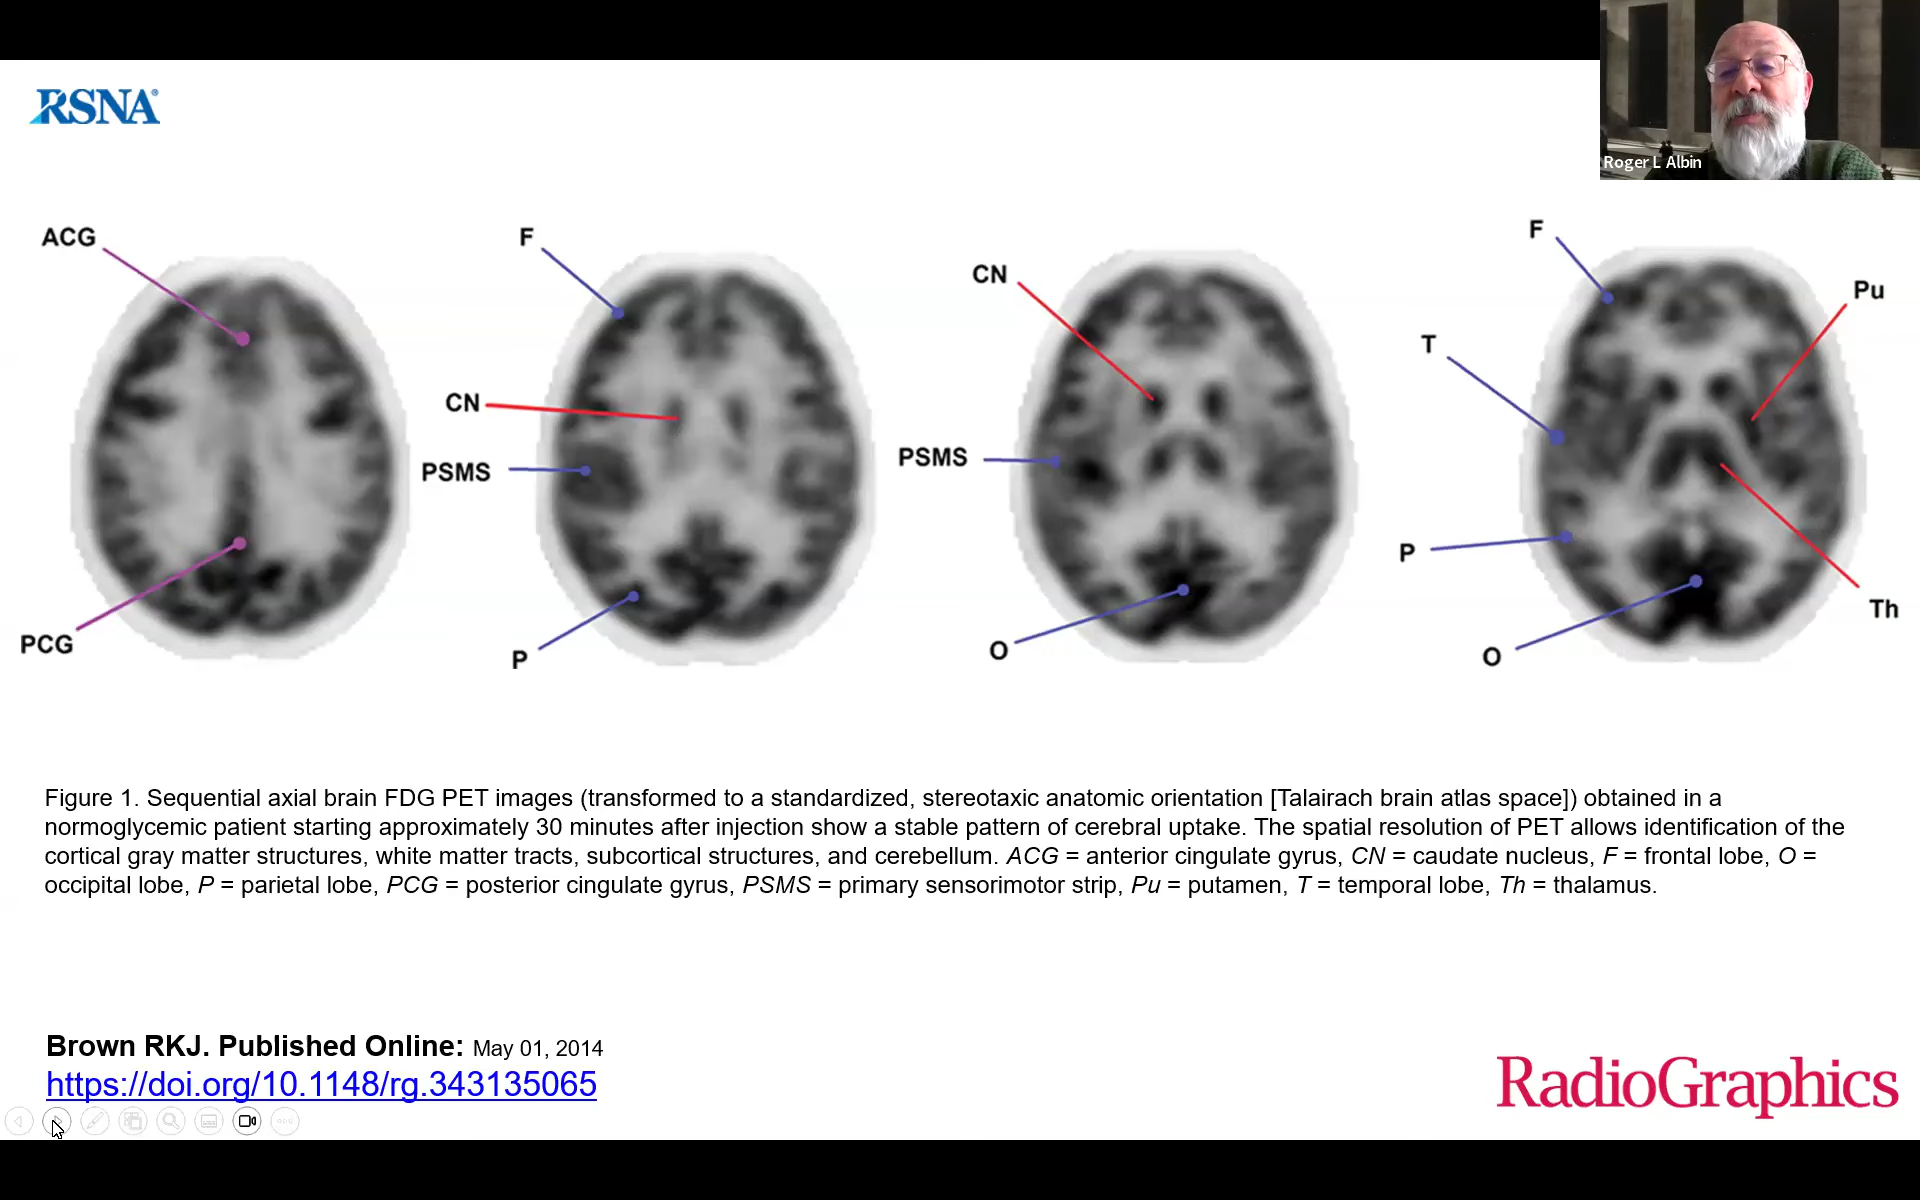 RSNA®
Roger L Albin
ACG
PCG
F
CN
PSMS
P
CN
PSMS
O
F
T
P
O
Pu
Th
Figure 1. Sequential axial brain FDG PET images (transformed to a standardized, stereotaxic anatomic orientation [Talairach brain atlas space]) obtained in a
normoglycemic patient starting approximately 30 minutes after injection show a stable pattern of cerebral uptake. The spatial resolution of PET allows identification of the
cortical gray matter structures, white matter tracts, subcortical structures, and cerebellum. ACG = anterior cingulate gyrus, CN = caudate nucleus, F = frontal lobe, O =
occipital lobe, P = parietal lobe, PCG = posterior cingulate gyrus, PSMS = primary sensorimotor strip, Pu = putamen, T = temporal lobe, Th = thalamus.
Brown RKJ. Published Online: May 01, 2014
https://doi.org/10.1148/rg.343135065
RadioGraphics